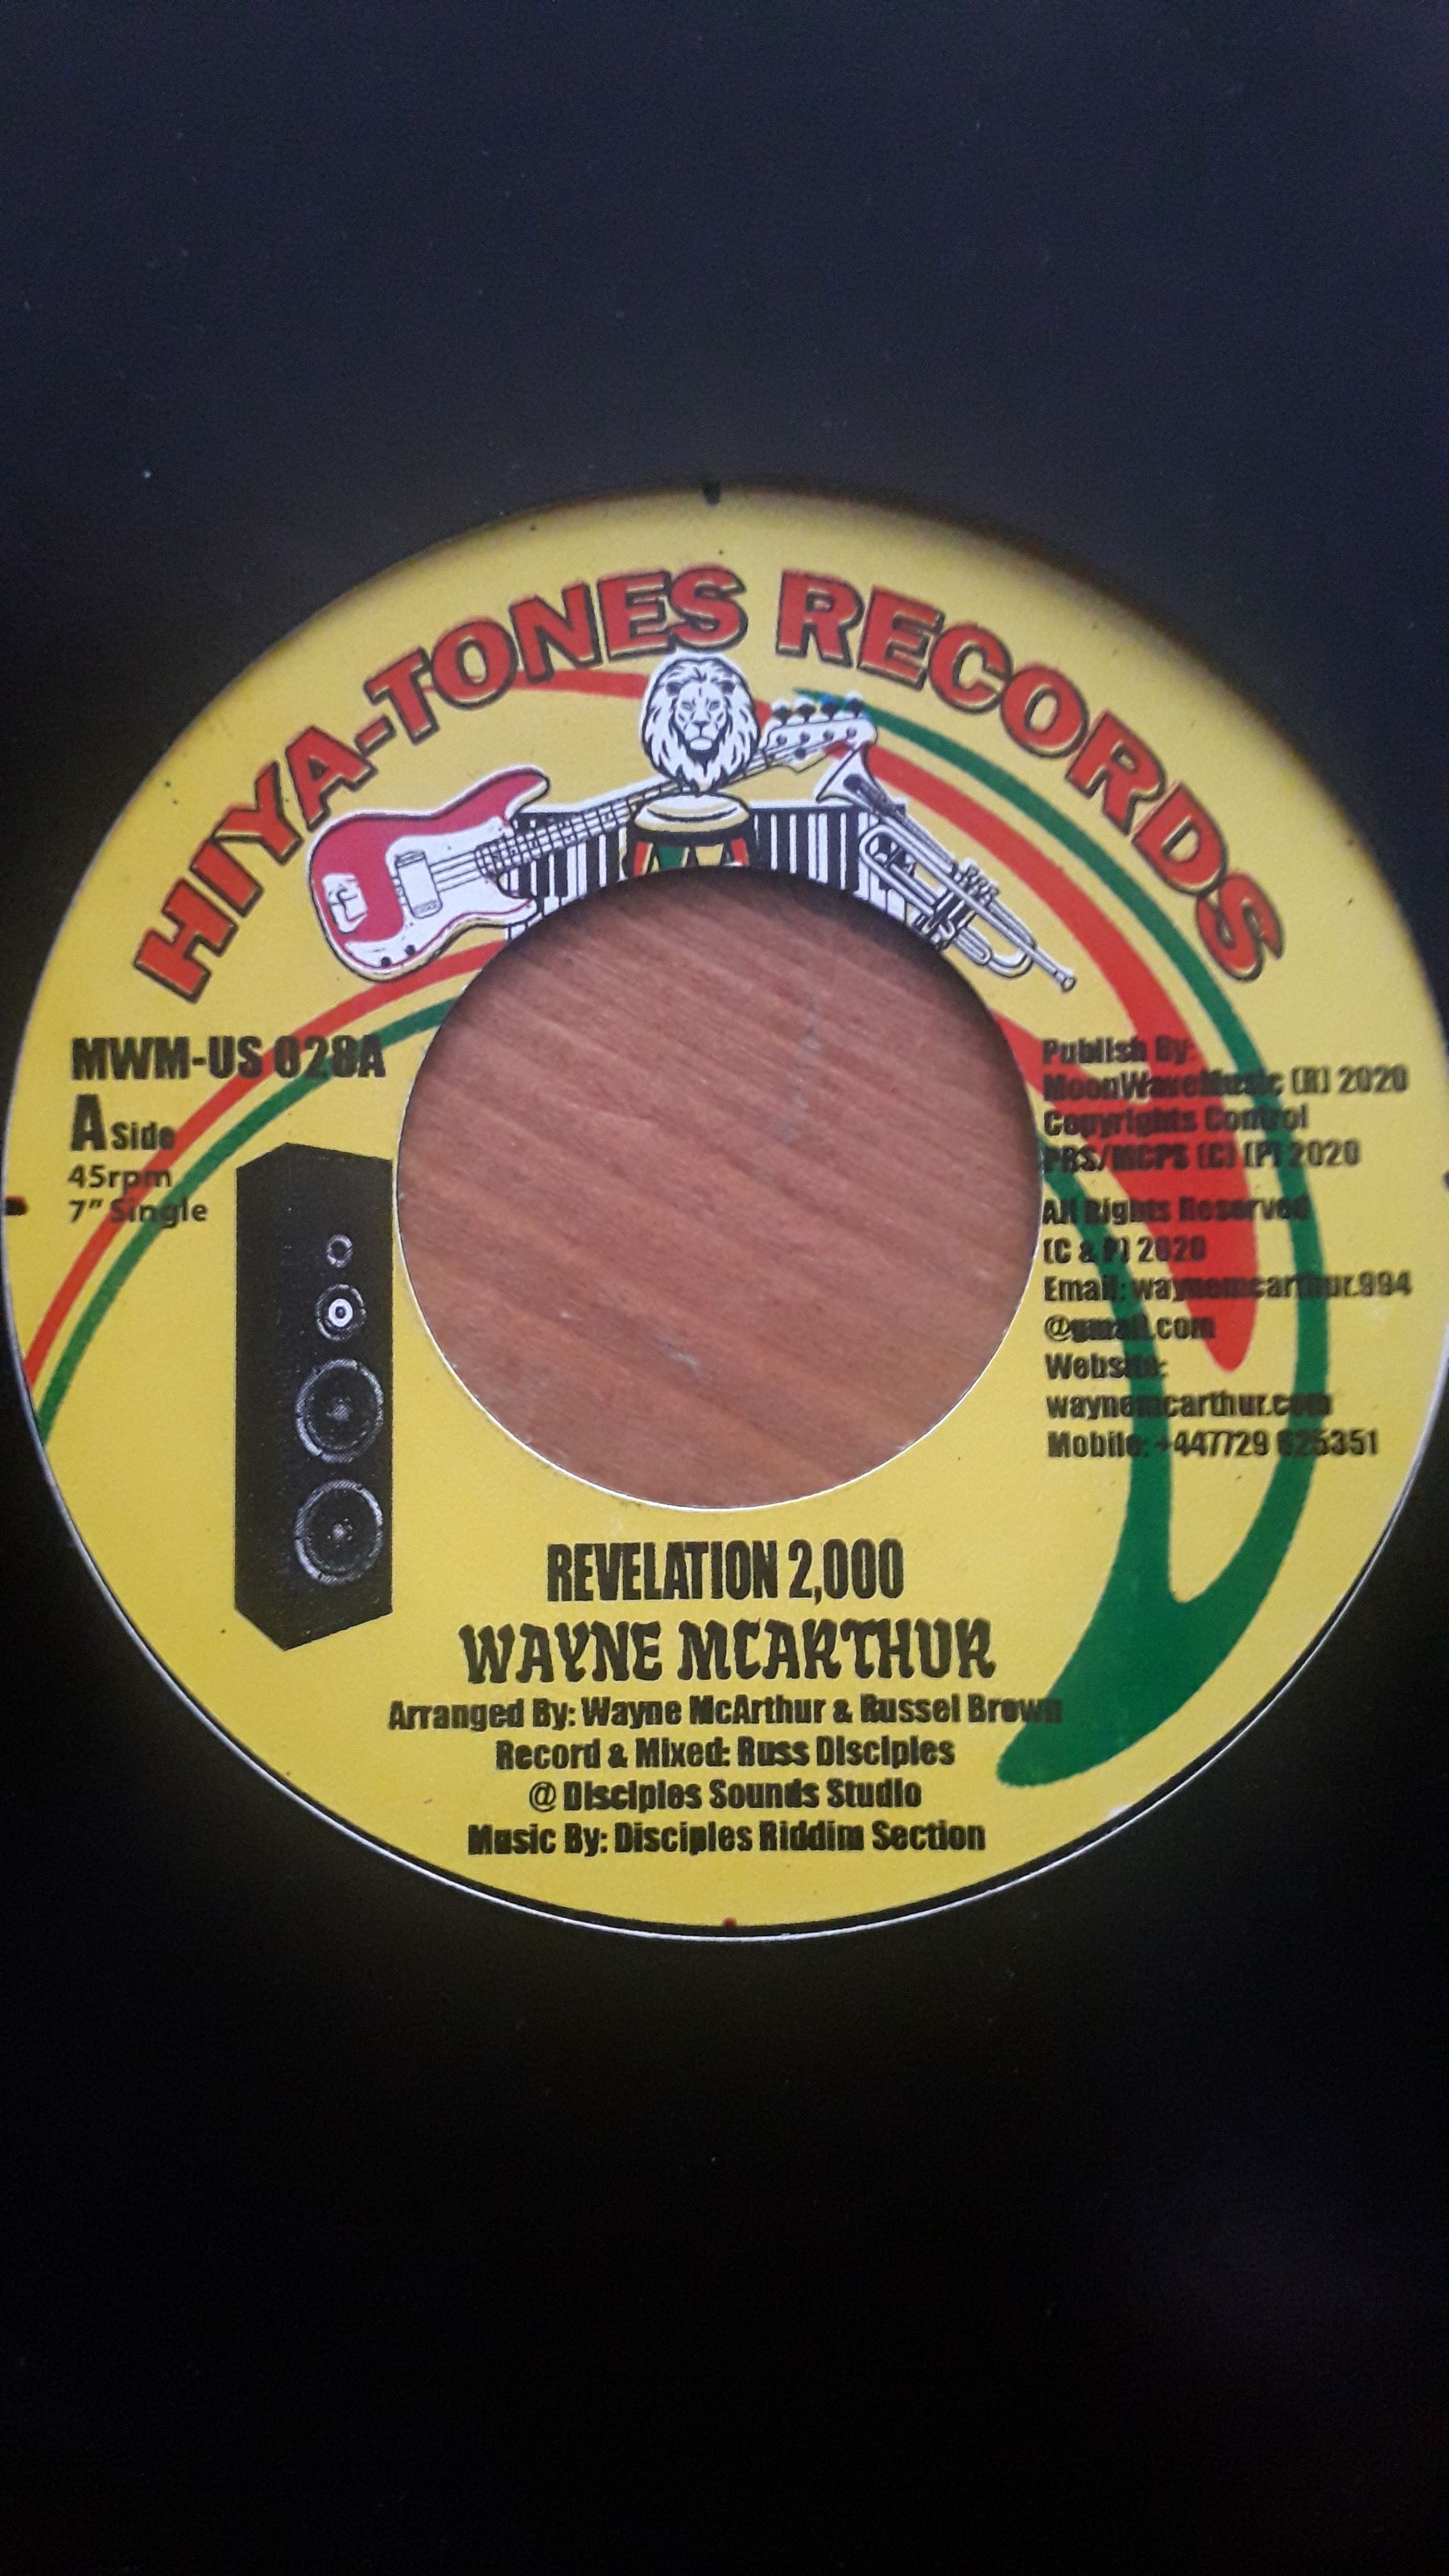 HIYA-TONES RECORDS
MWM-US 028A
A Side
45rpm
7" Single
Publish By:
MoonWaveMusic (R) 2020
Copyrights Control
PRS/MCPS (C) (P) 2020
All Rights Reserved
(C & P) 2020
Email: waynemcarthur.994
@gmail.com
Website:
waynemcarthur.com
Mobile: +447729 625351
REVELATION 2,000
WAYNE MCARTHUR
Arranged By: Wayne McArthur & Russel Brown
Record & Mixed: Russ Disciples
@ Disciples Sounds Studio
Music By: Disciples Riddim Section